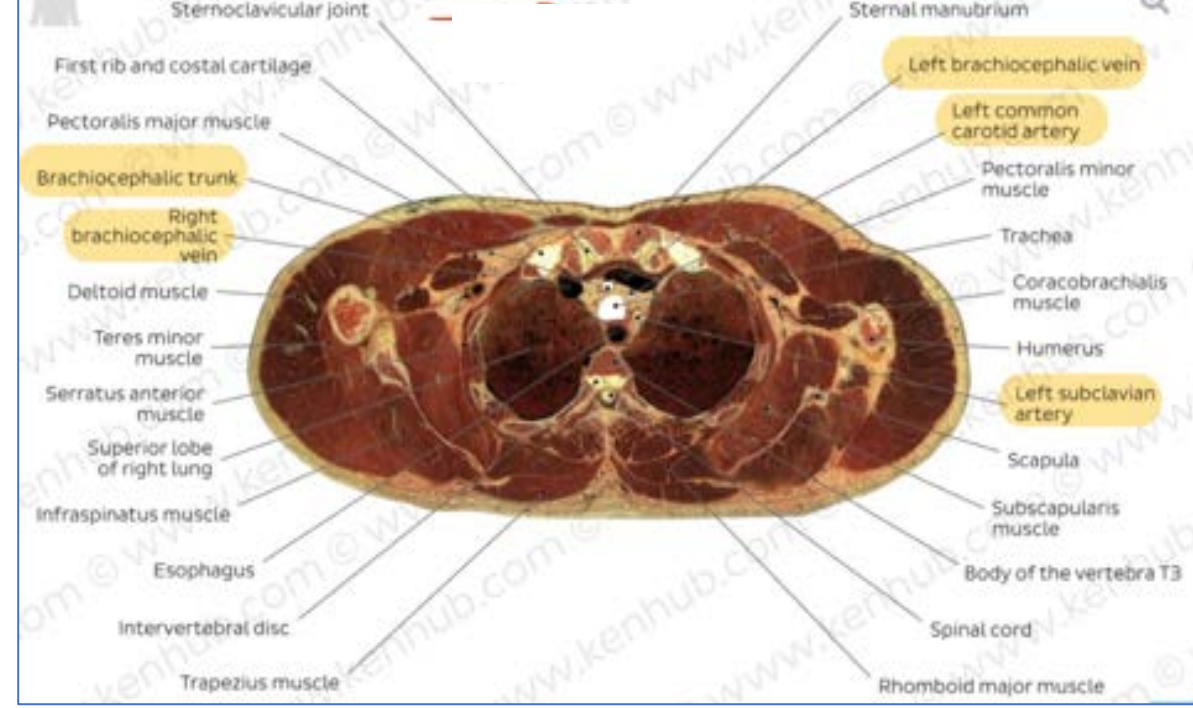 Sternoclavicular joint
First rib and costal cartilage
Pectoralis major muscle
Brachiocephalic trunk
Right
brachiocephalic
vein
Deltoid muscle
Teres minor
muscle
Serratus anterior
muscle
Superior lobe
of right lung
Infraspinatus muscle
Esophagus
Intervertebral disc
Trapezius muscle
Sternal manubrium
Left brachiocephalic vein
Left common
carotid artery
Pectoralis minor
muscle
Trachea
Coracobrachialis
muscle
Humerus
Left subclavian
artery
Scapula
Subscapularis
muscle
Body of the vertebra T3
Spinal cord
Rhomboid major muscle
© www.kenhub.com